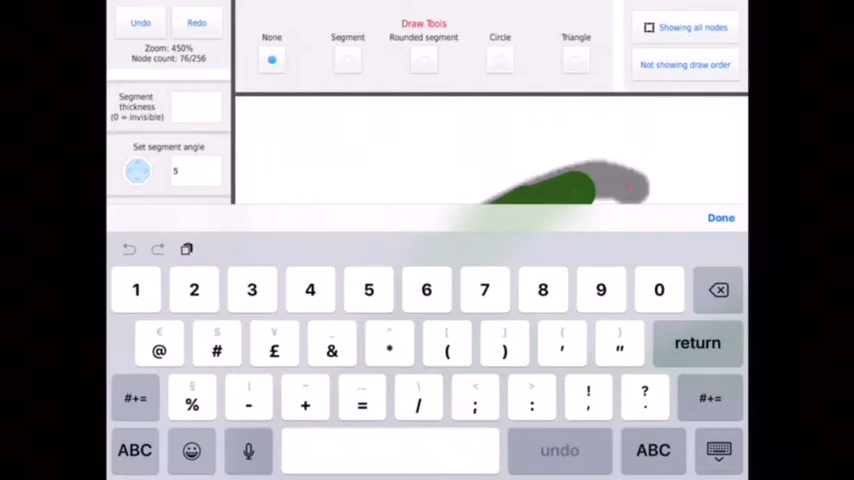 Undo Redo
Zoom: 450%
Node count: 76/256
Draw Tools
None Segment Rounded segment Circle Triangle
Showing all nodes
Not showing draw order
Segment
thickness
(0 = invisible)
Set segment angle
5
Done
1 2 3 4 5 6 7 8 9 0
€ $ ¥ _ ^ [ ] { }
@ # £ & * ( ) ' "
return
§ | ~ … \ < > ! ?
#+= % - + = / ; : , . #+=
ABC undo ABC